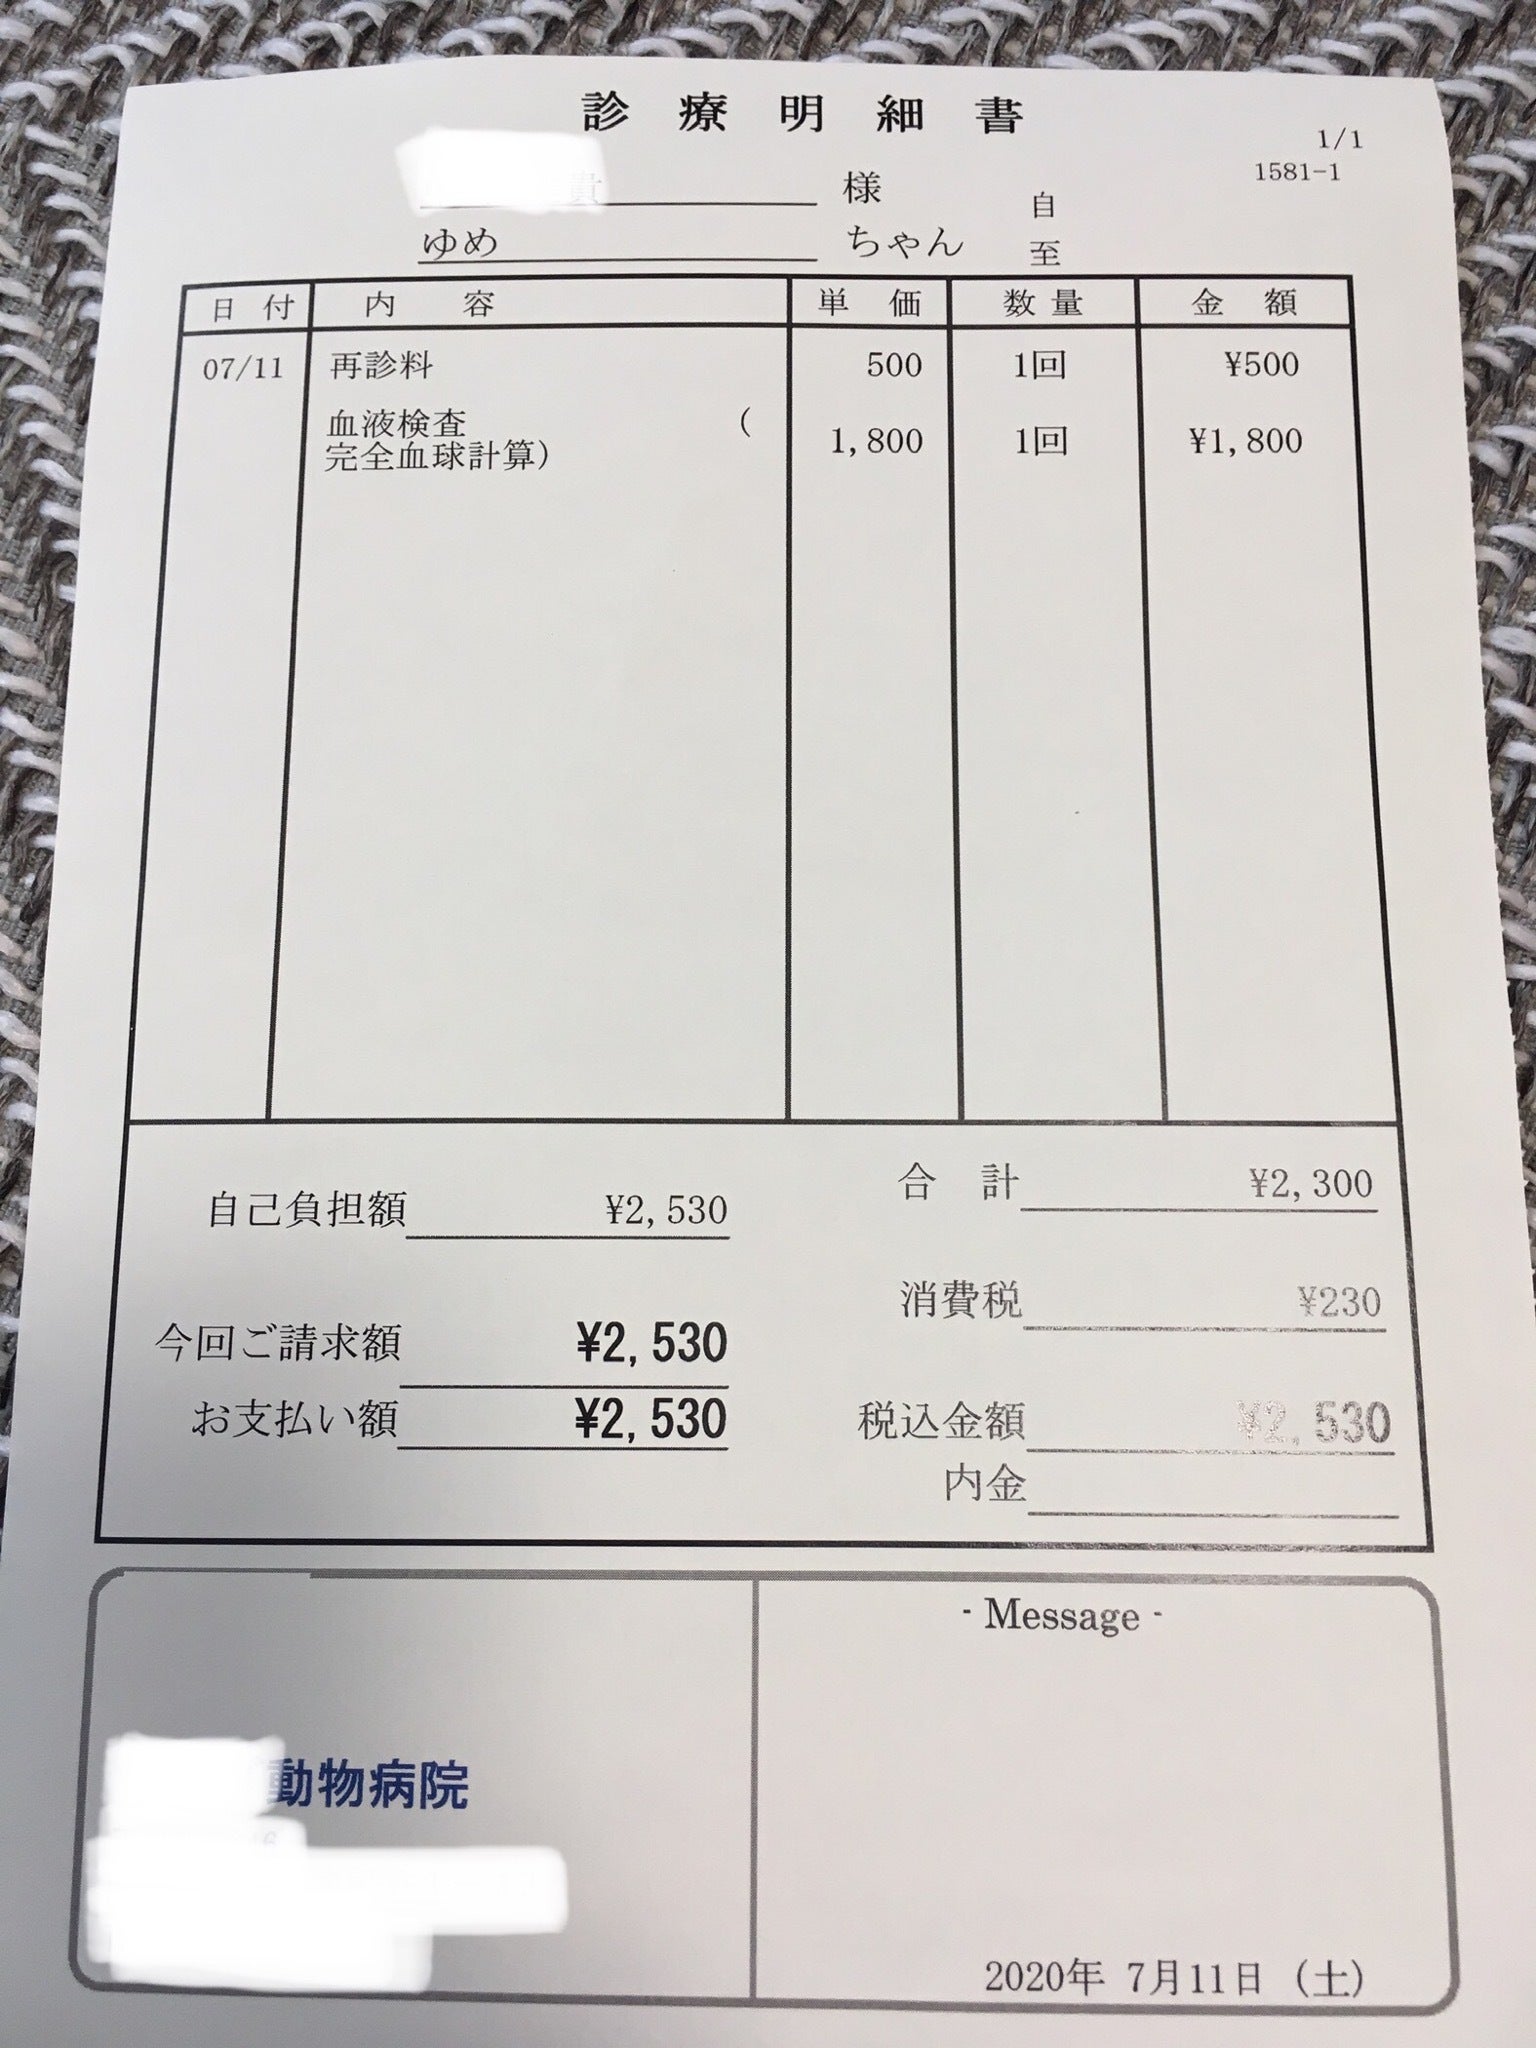 診療明細書
1/1
1581-1
貴 様
ゆめ ちゃん
自
至
日付 内容 単価 数量 金額
07/11 再診料 500 1回 ¥500
血液検査 (
完全血球計算) 1,800 1回 ¥1,800
合計 ¥2,300
自己負担額 ¥2,530
消費税 ¥230
今回ご請求額 ¥2,530
お支払い額 ¥2,530
税込金額 ¥2,530
内金
- Message -
動物病院
2020年 7月11日 (土)